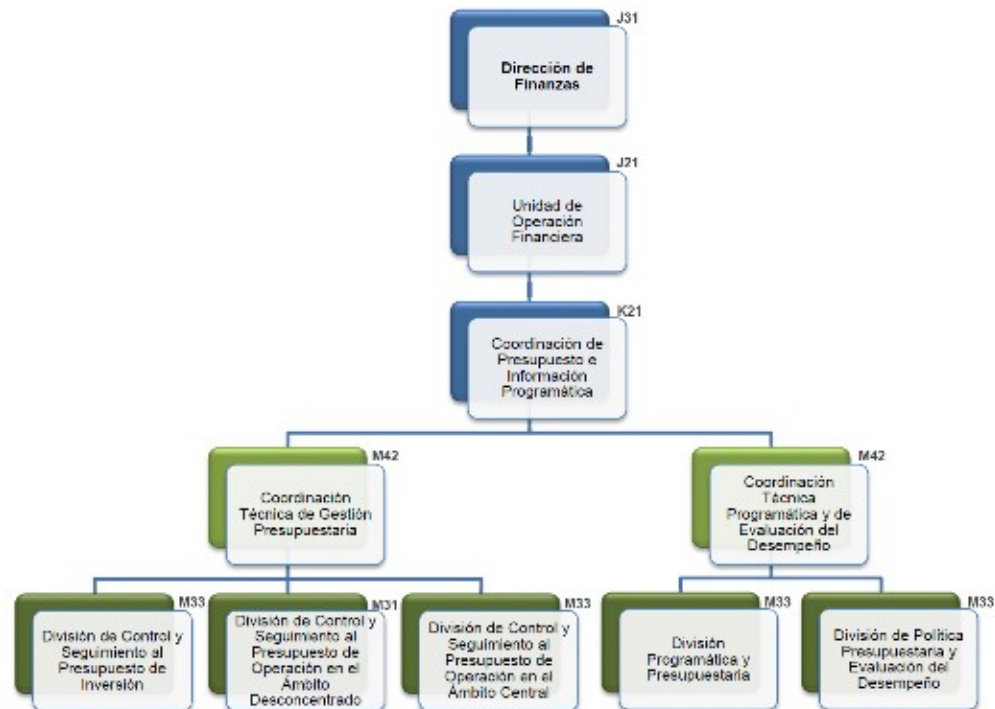 J31
Dirección de
Finanzas
J21
Unidad de
Operación
Financiera
K21
Coordinación de
Presupuesto e
Información
Programática
M42
Coordinación
Técnica de Gestión
Presupuestaria
M42
Coordinación
Técnica
Programática y de
Evaluación del
Desempeño
M33
División de Control y
Seguimiento al
Presupuesto de
Inversión
M31
División de Control y
Seguimiento al
Presupuesto de
Operación en el
Ámbito
Desconcentrado
M33
División de Control y
Seguimiento al
Presupuesto de
Operación en el
Ámbito Central
M33
División
Programática y
Presupuestaria
M33
División de Política
Presupuestaria y
Evaluación del
Desempeño